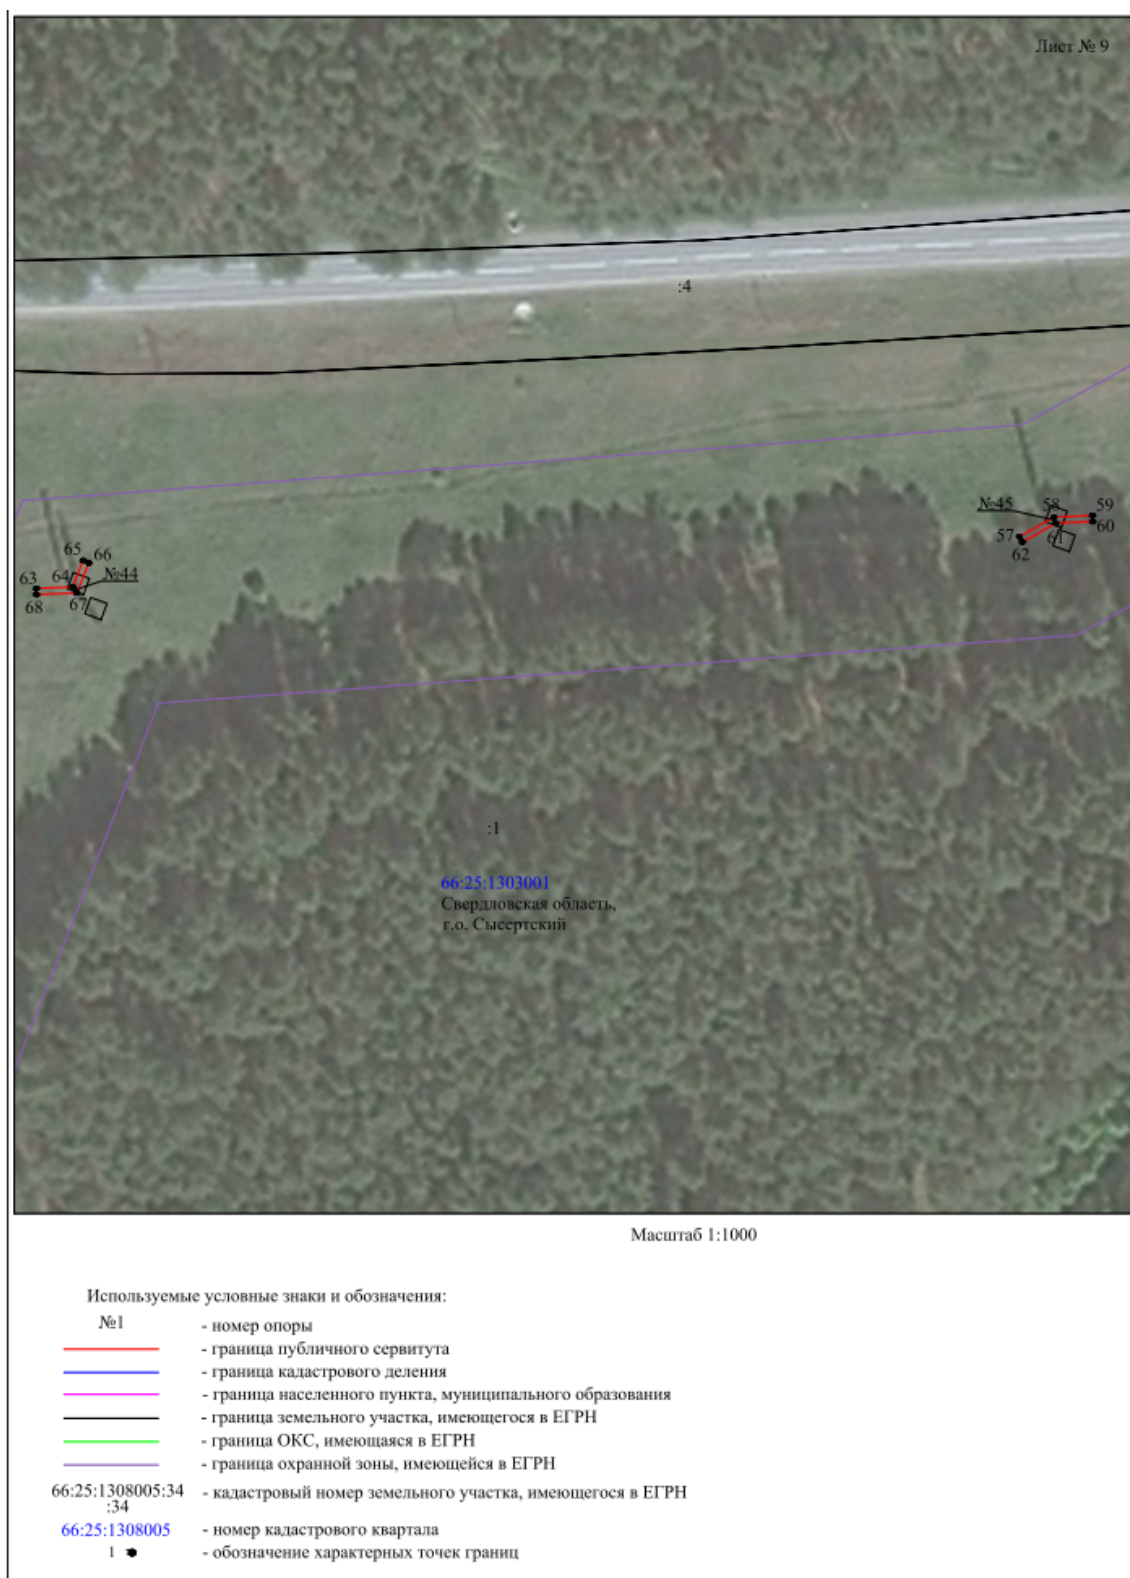 Лист № 9
:4
№45
58
59
60
57
61
62
65
66
№44
63
64
68
67
:1
66:25:1303001
Свердловская область,
г.о. Сысертский
Масштаб 1:1000
Используемые условные знаки и обозначения:
№1 - номер опоры
- граница публичного сервитута
- граница кадастрового деления
- граница населенного пункта, муниципального образования
- граница земельного участка, имеющегося в ЕГРН
- граница ОКС, имеющаяся в ЕГРН
- граница охранной зоны, имеющейся в ЕГРН
66:25:1308005:34 - кадастровый номер земельного участка, имеющегося в ЕГРН
:34
66:25:1308005 - номер кадастрового квартала
1 - обозначение характерных точек границ